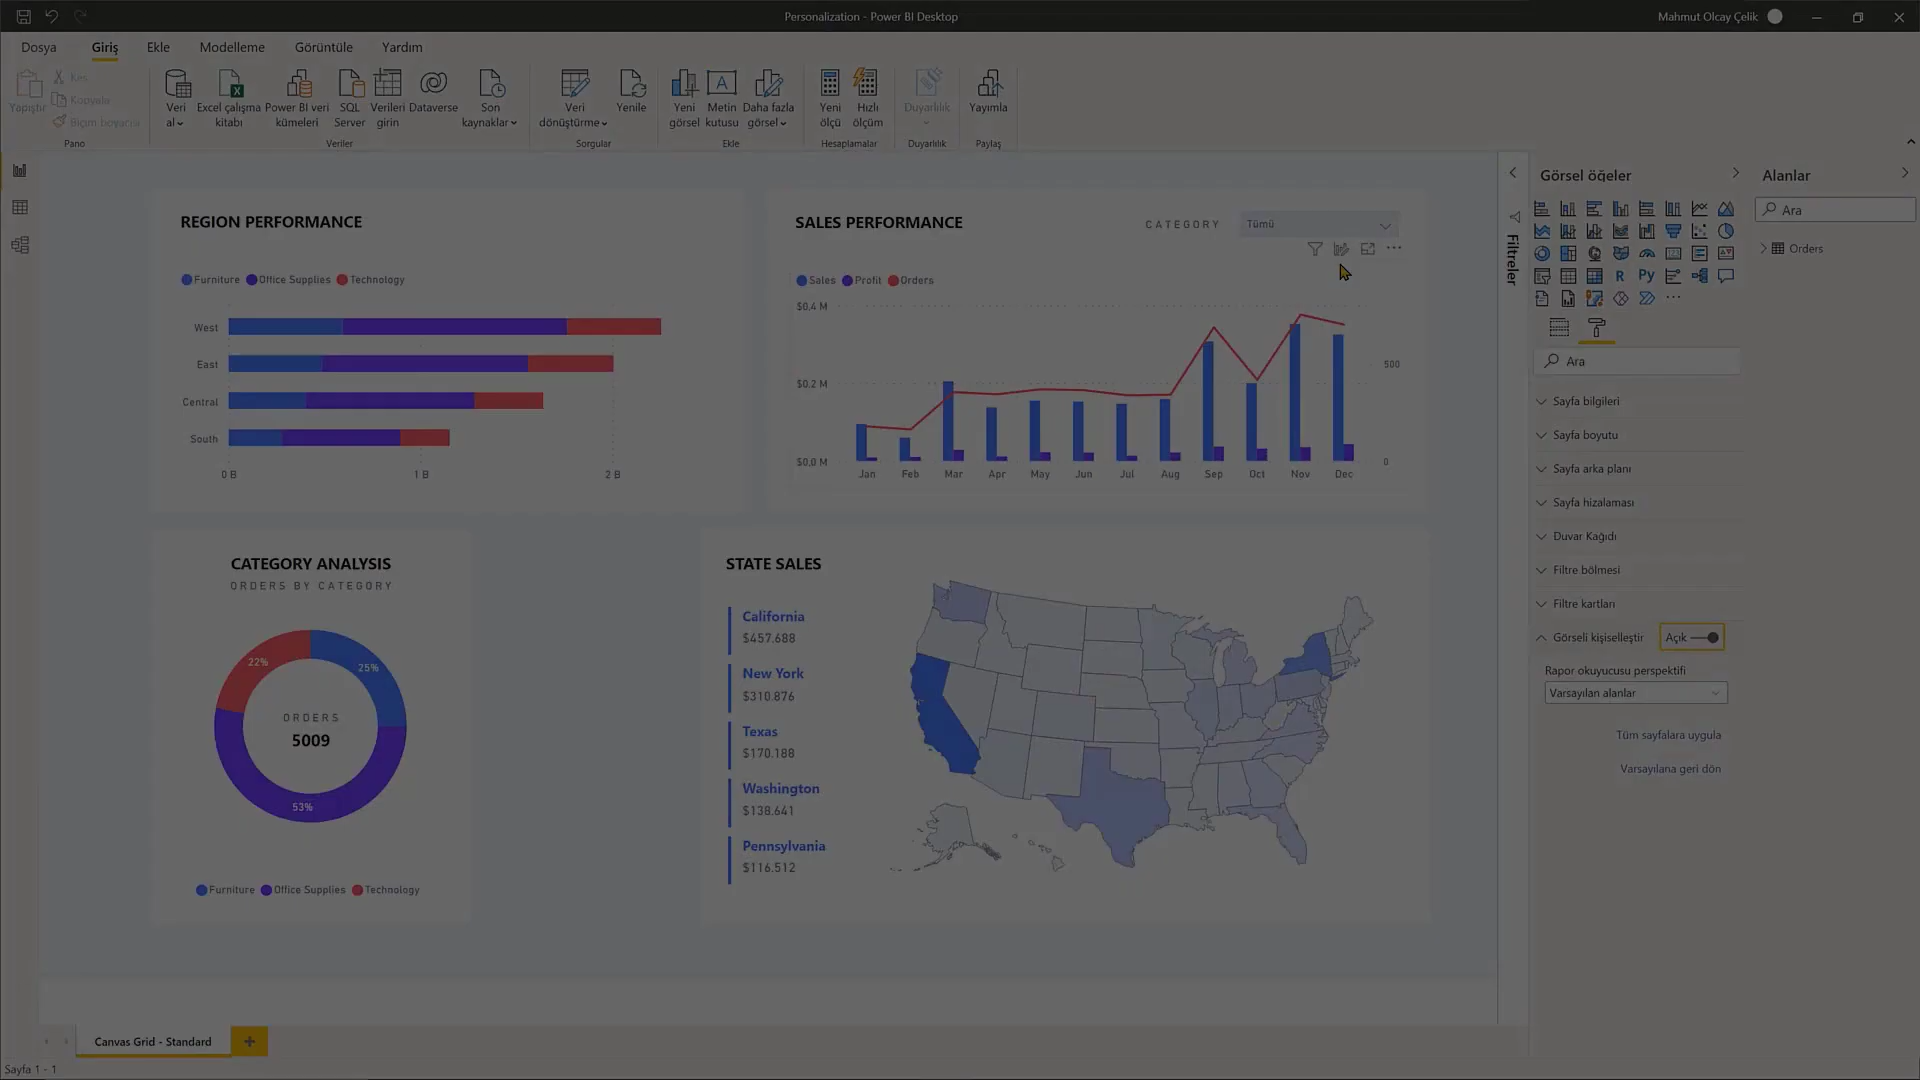 Personalization - Power BI Desktop
Mahmut Olcay Çelik
Dosya
Giriş
Ekle
Modelleme
Görüntüle
Yardım
Yapıştır
Kes
Kopyala
Biçim boyacısı
Pano
Veri al
Excel çalışma kitabı
Power BI veri kümeleri
SQL Server
Verileri girin
Dataverse
Son kaynaklar
Veriler
Veri dönüştürme
Yenile
Sorgular
Yeni görsel
Metin kutusu
Daha fazla görsel
Ekle
Yeni ölçü
Hızlı ölçüm
Hesaplamalar
Duyarlılık
Duyarlılık
Yayımla
Paylaş
REGION PERFORMANCE
Furniture Office Supplies Technology
West
East
Central
South
0 B 1 B 2 B
SALES PERFORMANCE
CATEGORY
Tümü
Sales Profit Orders
$0,4 M
$0,2 M
$0,0 M
500
0
Jan Feb Mar Apr May Jun Jul Aug Sep Oct Nov Dec
CATEGORY ANALYSIS
ORDERS BY CATEGORY
22%
25%
ORDERS
5009
53%
Furniture Office Supplies Technology
STATE SALES
California
$457.688
New York
$310.876
Texas
$170.188
Washington
$138.641
Pennsylvania
$116.512
Filtreler
Görsel öğeler
R
Py
Ara
Sayfa bilgileri
Sayfa boyutu
Sayfa arka planı
Sayfa hizalaması
Duvar Kağıdı
Filtre bölmesi
Filtre kartları
Görseli kişiselleştir
Açık
Rapor okuyucusu perspektifi
Varsayılan alanlar
Tüm sayfalara uygula
Varsayılana geri dön
Alanlar
Ara
Orders
Canvas Grid - Standard
Sayfa 1 - 1